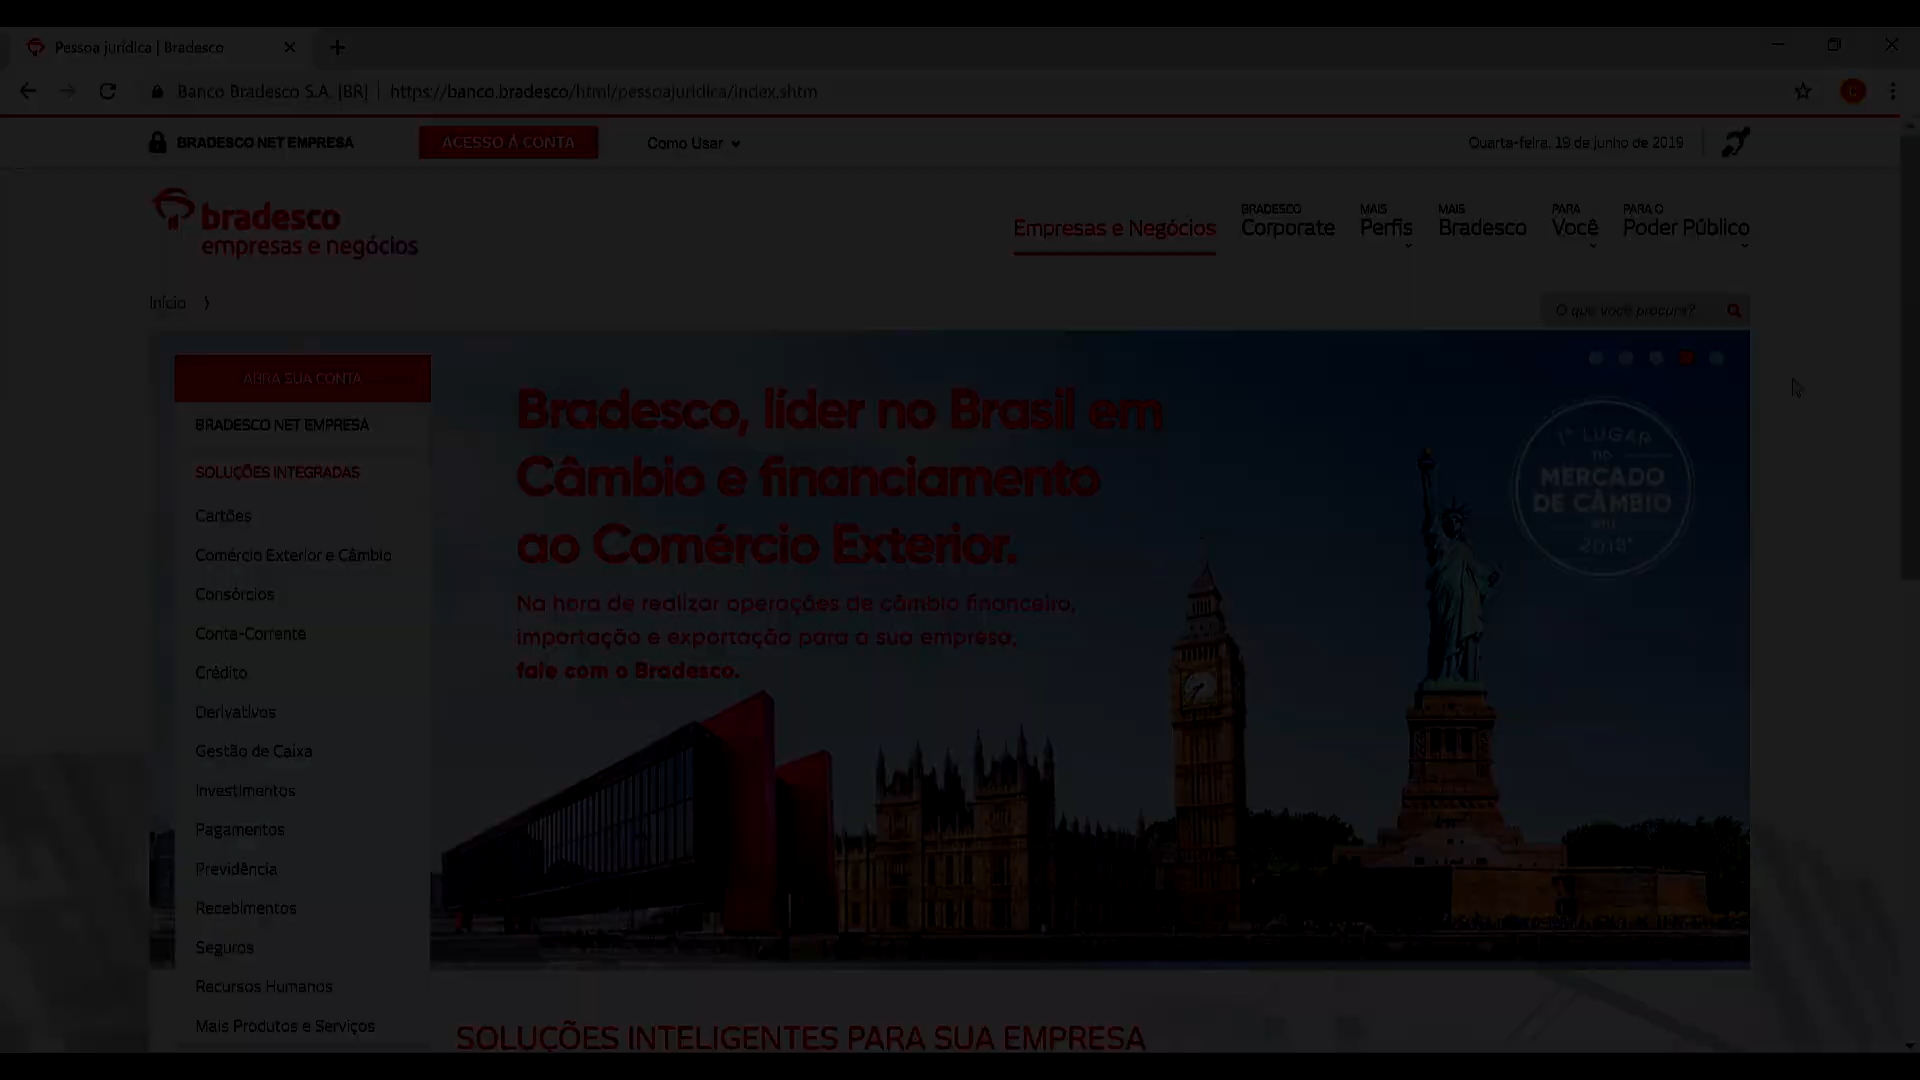 Pessoa jurídica | Bradesco
Banco Bradesco S.A. [BR] | https://banco.bradesco/html/pessoajuridica/index.shtm
BRADESCO NET EMPRESA
ACESSO À CONTA
Como Usar
Quarta-feira, 19 de junho de 2019
bradesco
empresas e negócios
Empresas e Negócios
BRADESCO
Corporate
MAIS
Perfis
MAIS
Bradesco
PARA
Você
PARA O
Poder Público
Início
O que você procura?
ABRA SUA CONTA
BRADESCO NET EMPRESA
SOLUÇÕES INTEGRADAS
Cartões
Comércio Exterior e Câmbio
Consórcios
Conta-Corrente
Crédito
Derivativos
Gestão de Caixa
Investimentos
Pagamentos
Previdência
Recebimentos
Seguros
Recursos Humanos
Mais Produtos e Serviços
Bradesco, líder no Brasil em
Câmbio e financiamento
ao Comércio Exterior.
Na hora de realizar operações de câmbio financeiro,
importação e exportação para a sua empresa,
fale com o Bradesco.
1º LUGAR
no
MERCADO
DE CÂMBIO
em
2018*
SOLUÇÕES INTELIGENTES PARA SUA EMPRESA